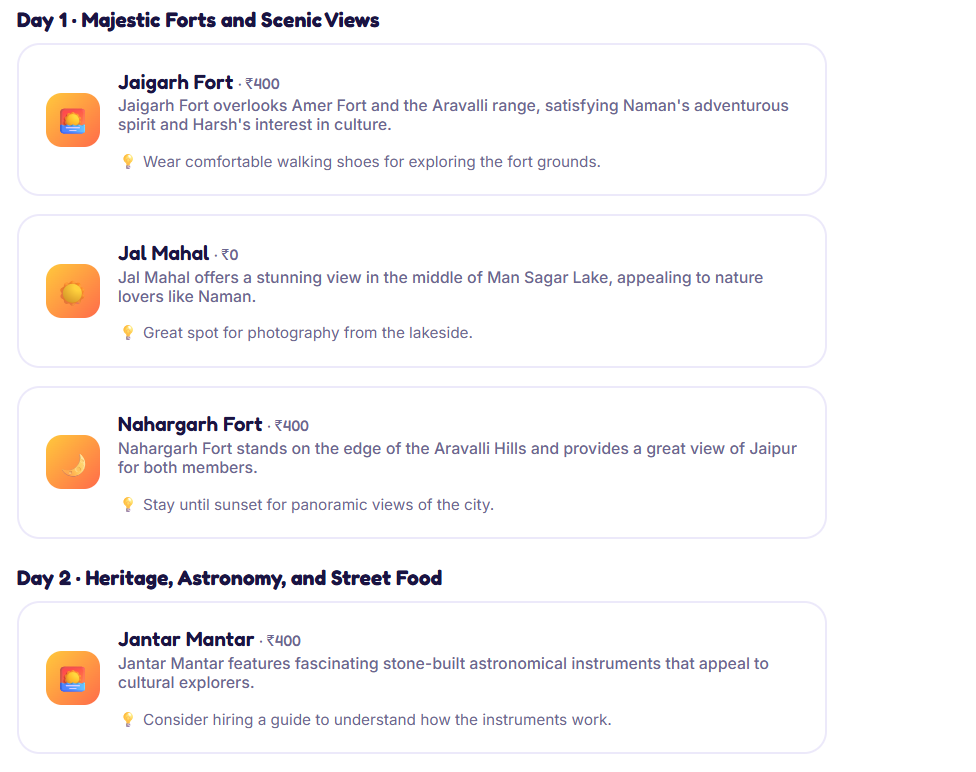 Day 1 · Majestic Forts and Scenic Views
Jaigarh Fort · ₹400
Jaigarh Fort overlooks Amer Fort and the Aravalli range, satisfying Naman's adventurous
spirit and Harsh's interest in culture.
Wear comfortable walking shoes for exploring the fort grounds.
Jal Mahal · ₹0
Jal Mahal offers a stunning view in the middle of Man Sagar Lake, appealing to nature
lovers like Naman.
Great spot for photography from the lakeside.
Nahargarh Fort · ₹400
Nahargarh Fort stands on the edge of the Aravalli Hills and provides a great view of Jaipur
for both members.
Stay until sunset for panoramic views of the city.
Day 2 · Heritage, Astronomy, and Street Food
Jantar Mantar · ₹400
Jantar Mantar features fascinating stone-built astronomical instruments that appeal to
cultural explorers.
Consider hiring a guide to understand how the instruments work.